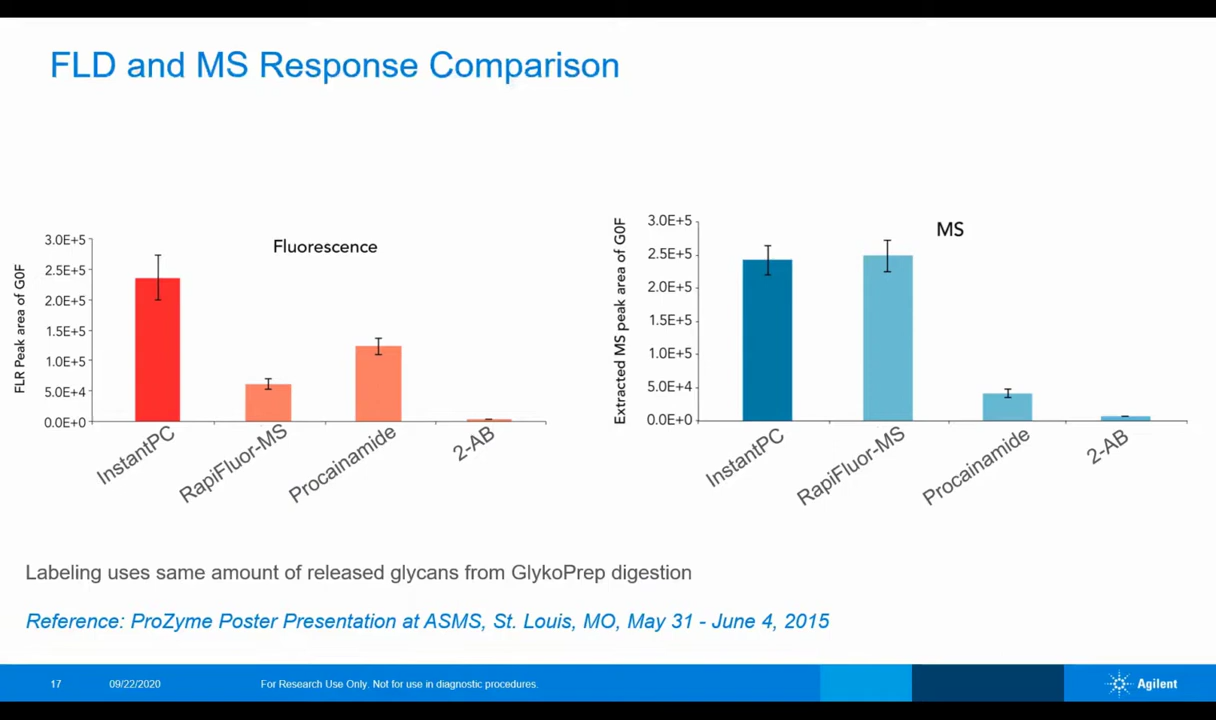 FLD and MS Response Comparison
Fluorescence
FLR Peak area of G0F
3.0E+5
2.5E+5
2.0E+5
1.5E+5
1.0E+5
5.0E+4
0.0E+0
InstantPC
RapiFluor-MS
Procainamide
2-AB
MS
Extracted MS peak area of G0F
3.0E+5
2.5E+5
2.0E+5
1.5E+5
1.0E+5
5.0E+4
0.0E+0
InstantPC
RapiFluor-MS
Procainamide
2-AB
Labeling uses same amount of released glycans from GlykoPrep digestion
Reference: ProZyme Poster Presentation at ASMS, St. Louis, MO, May 31 - June 4, 2015
17 09/22/2020 For Research Use Only. Not for use in diagnostic procedures. Agilent